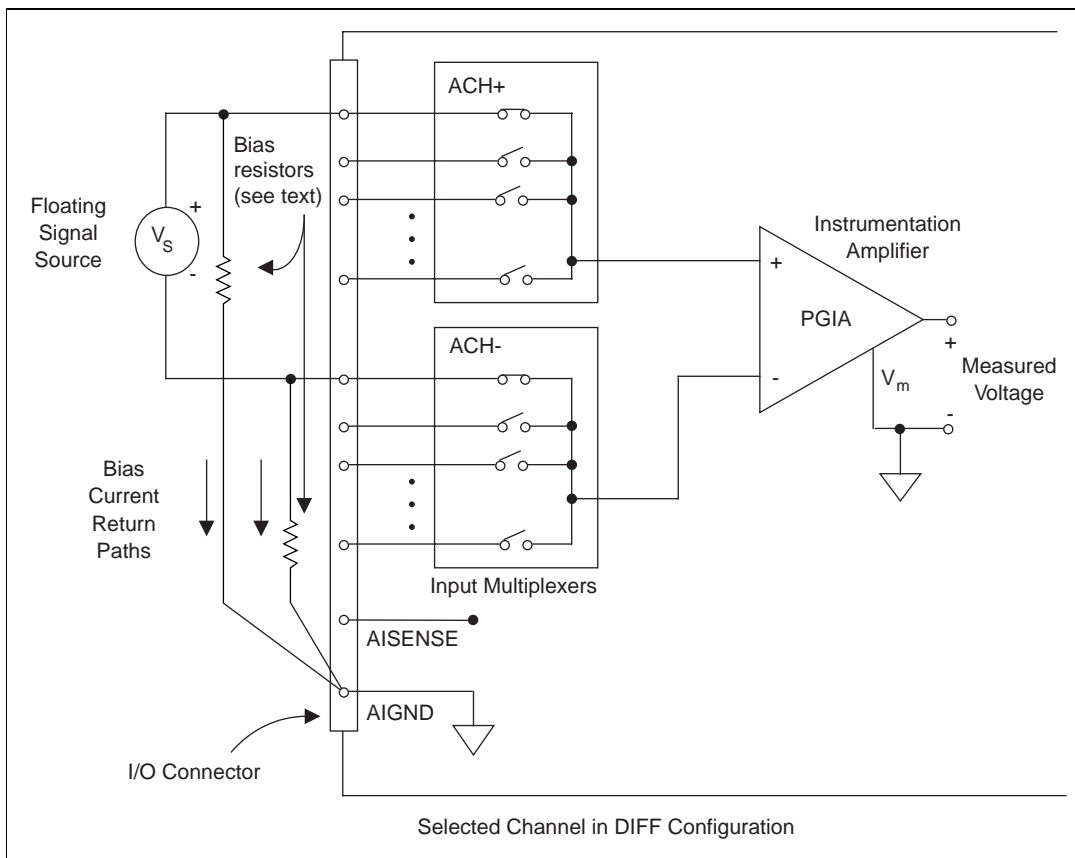 ACH+
Bias
resistors
(see text)
Floating
Signal
Source
+
V
S
-
Instrumentation
Amplifier
+
PGIA
-
+
Measured
Voltage
-
V
m
ACH-
Bias
Current
Return
Paths
Input Multiplexers
AISENSE
AIGND
I/O Connector
Selected Channel in DIFF Configuration